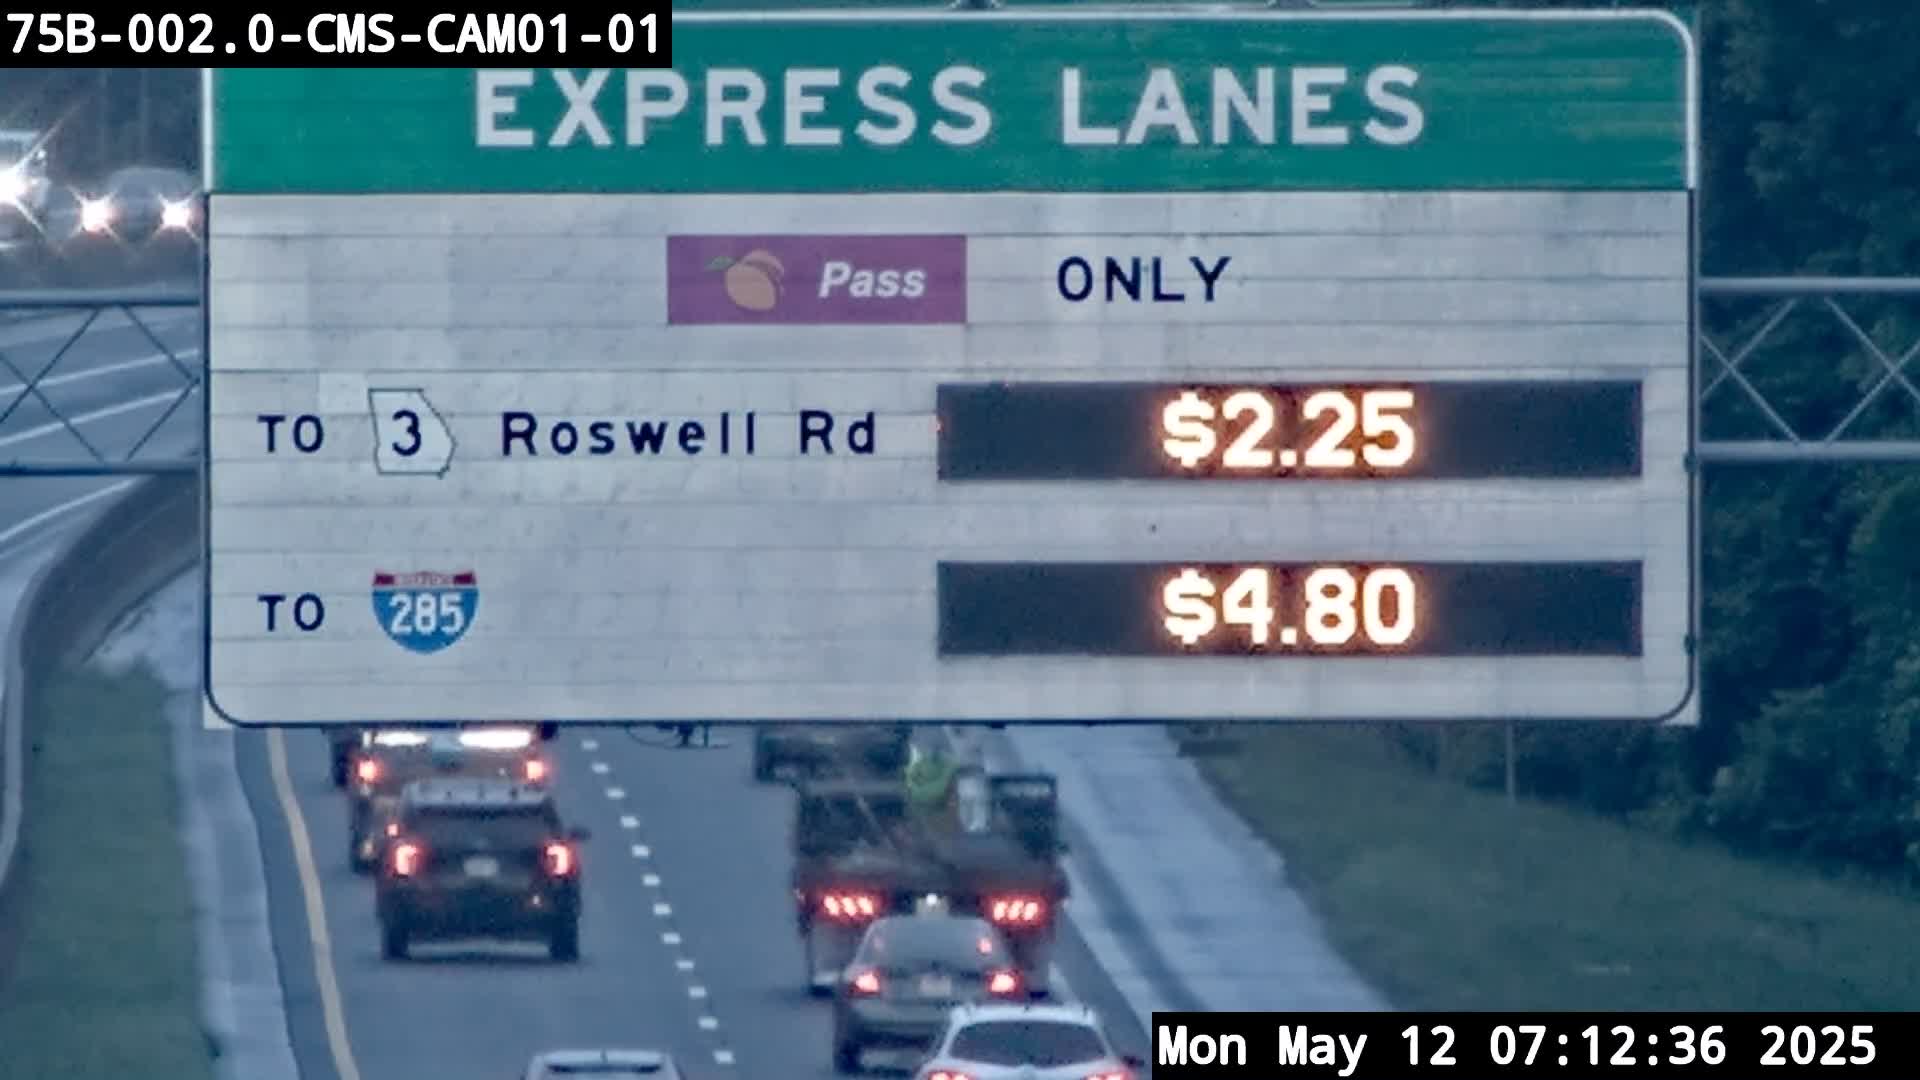 75B-002.0-CMS-CAM01-01
EXPRESS LANES
Pass ONLY
TO 3 Roswell Rd $2.25
TO 285 $4.80
Mon May 12 07:12:36 2025